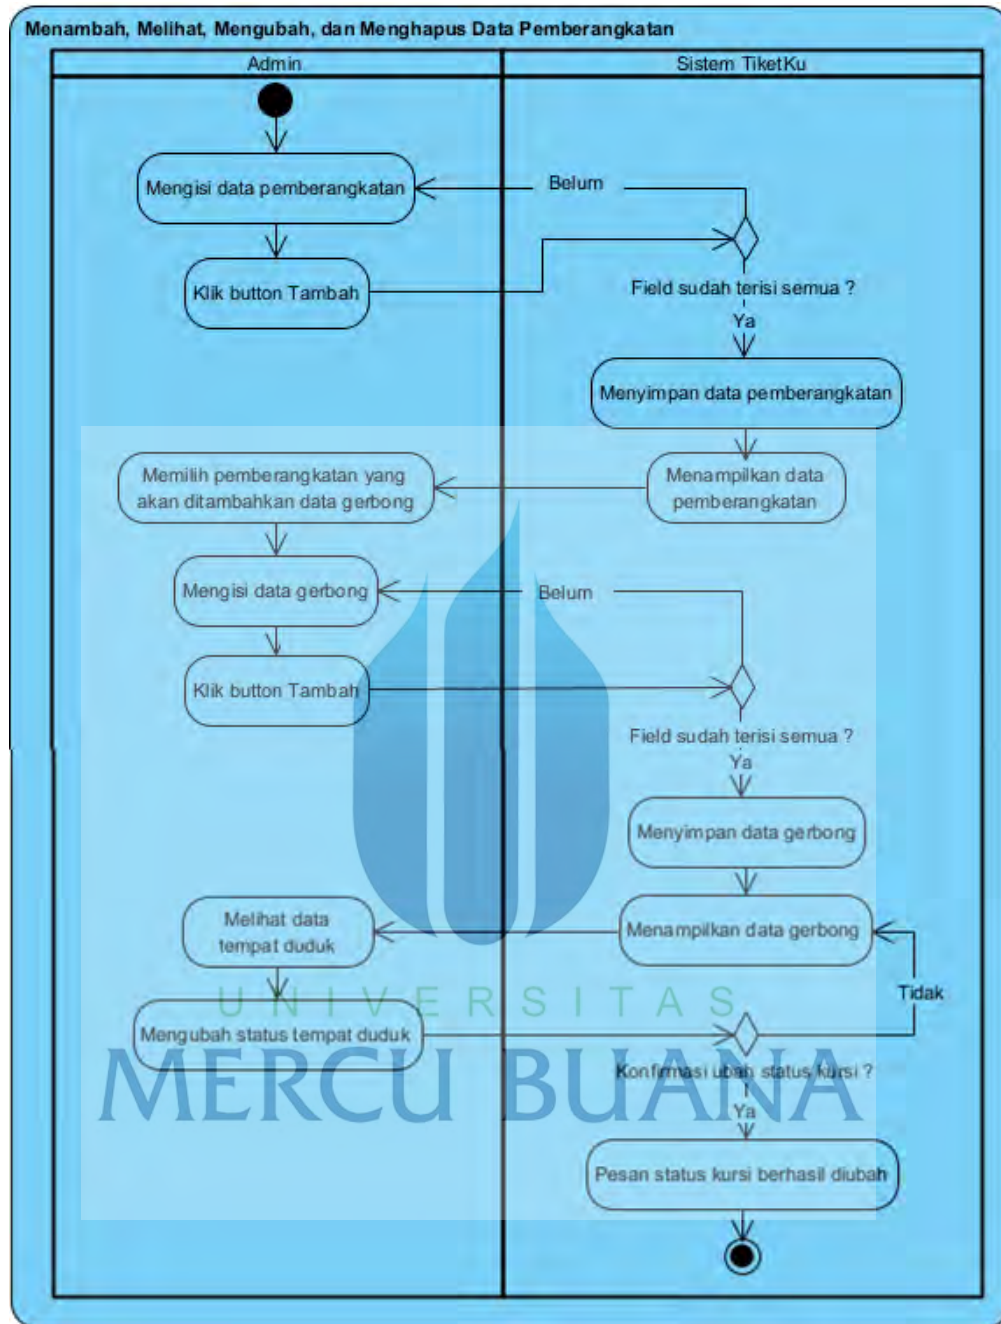 Menambah, Melihat, Mengubah, dan Menghapus Data Pemberangkatan
Admin
Sistem TiketKu
Mengisi data pemberangkatan
Belum
Klik button Tambah
Field sudah terisi semua ?
Ya
Menyimpan data pemberangkatan
Memilih pemberangkatan yang
akan ditambahkan data gerbong
Menampilkan data
pemberangkatan
Mengisi data gerbong
Belum
Klik button Tambah
Field sudah terisi semua ?
Ya
Menyimpan data gerbong
Melihat data
tempat duduk
Menampilkan data gerbong
Tidak
UNIVERSITAS
Mengubah status tempat duduk
MERCU BUANA
Konfirmasi ubah status kursi ?
Ya
Pesan status kursi berhasil diubah